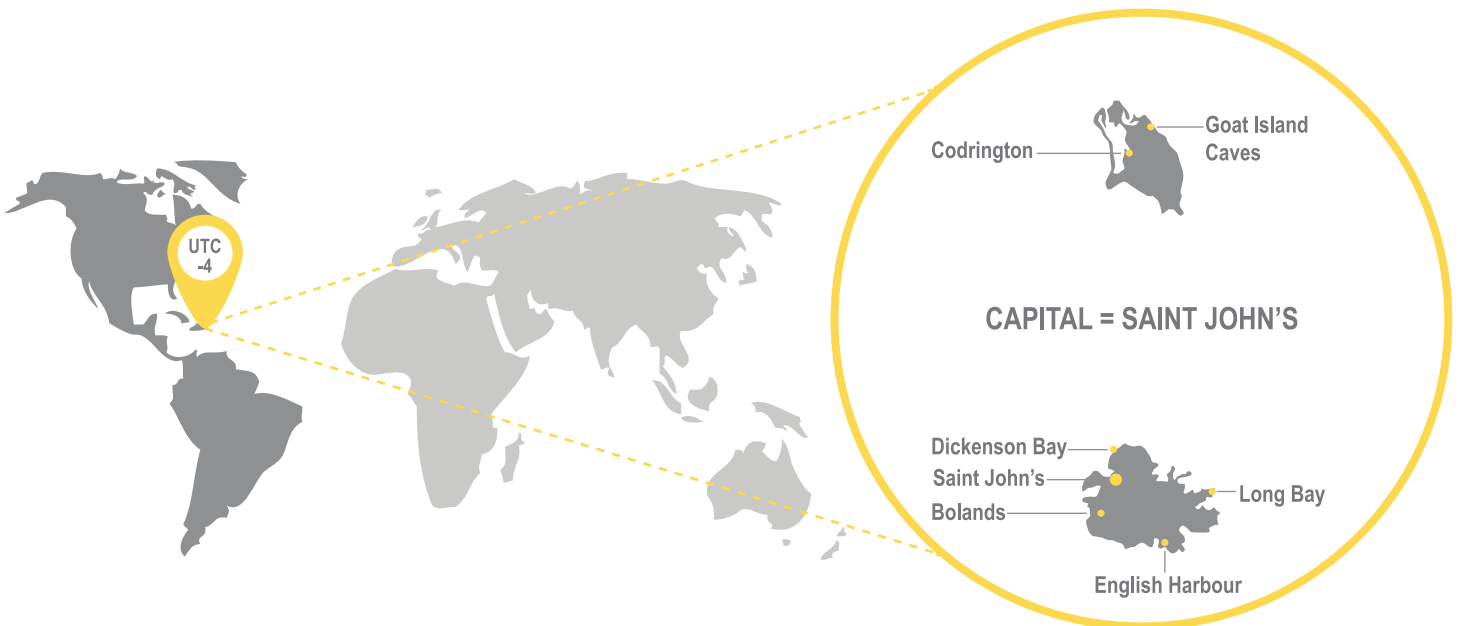 UTC
-4
Codrington
Goat Island
Caves
CAPITAL = SAINT JOHN'S
Dickenson Bay
Saint John's
Bolands
Long Bay
English Harbour